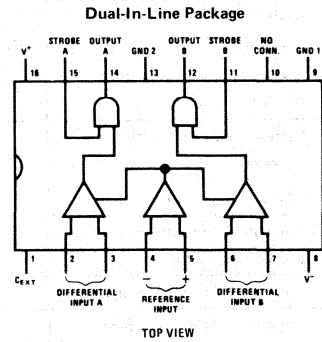 Dual-In-Line Package
V+ STROBE A OUTPUT A GND 2 OUTPUT B STROBE B NO CONN. GND 1
16 15 14 13 12 11 10 9
1 2 3 4 5 6 7 8
− +
CEXT DIFFERENTIAL INPUT A REFERENCE INPUT DIFFERENTIAL INPUT B V−
TOP VIEW